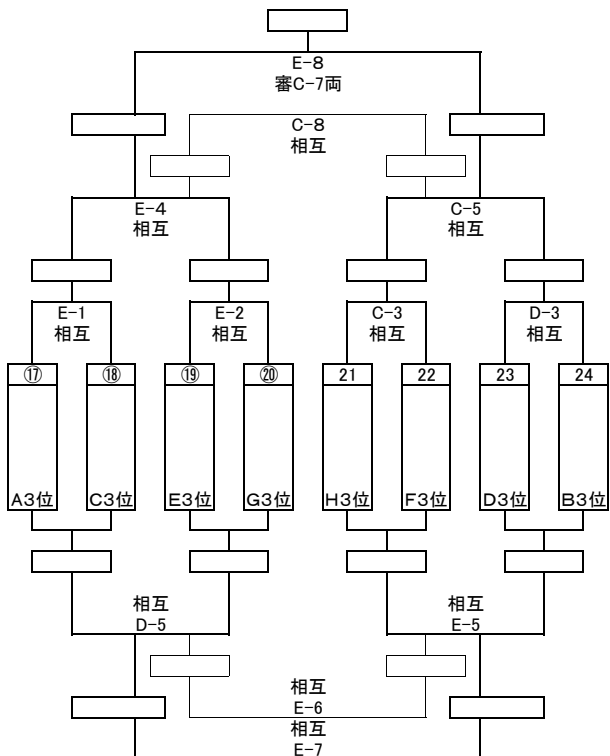 E-8
審C-7両
C-8
相互
E-4
相互
C-5
相互
E-1
相互
E-2
相互
C-3
相互
D-3
相互
⑰ ⑱ ⑲ ⑳ 21 22 23 24
A3位 C3位 E3位 G3位 H3位 F3位 D3位 B3位
相互
D-5
相互
E-5
相互
E-6
相互
E-7